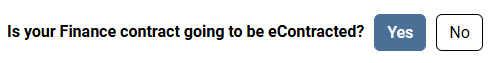 Is your Finance contract going to be eContracted? Yes No